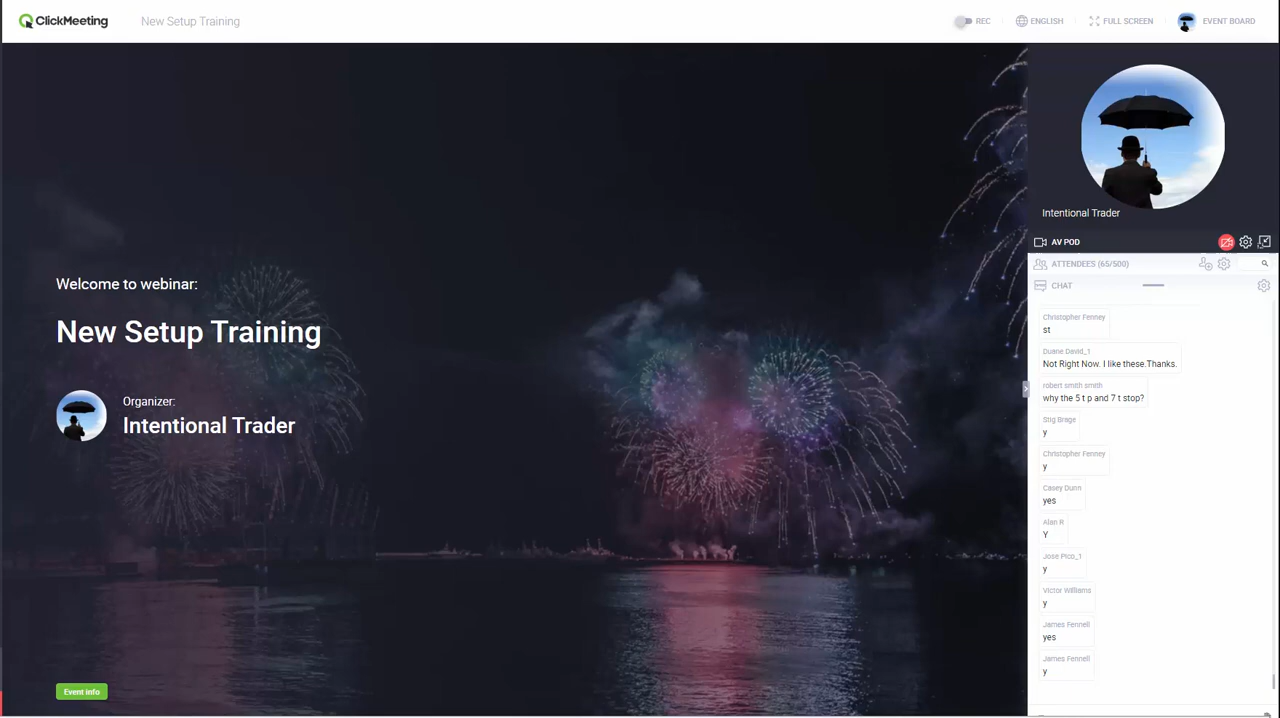 ClickMeeting
New Setup Training
REC
ENGLISH
FULL SCREEN
EVENT BOARD
Welcome to webinar:
New Setup Training
Organizer:
Intentional Trader
Event info
Intentional Trader
AV POD
ATTENDEES (65/500)
CHAT
Christopher Fenney
st
Duane David_1
Not Right Now. I like these.Thanks.
robert smith smith
why the 5 t p and 7 t stop?
Stig Brage
y
Christopher Fenney
y
Casey Dunn
yes
Alan R
Y
Jose Pico_1
y
Victor Williams
y
James Fennell
yes
James Fennell
y